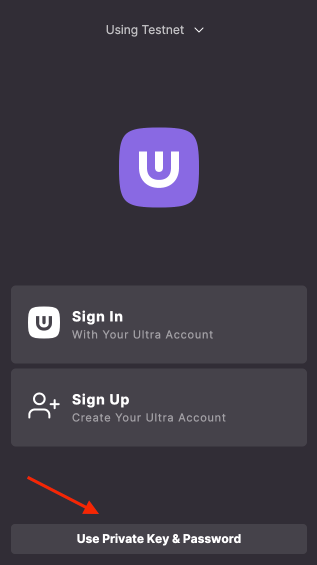 Using Testnet
Sign In
With Your Ultra Account
Sign Up
Create Your Ultra Account
Use Private Key & Password